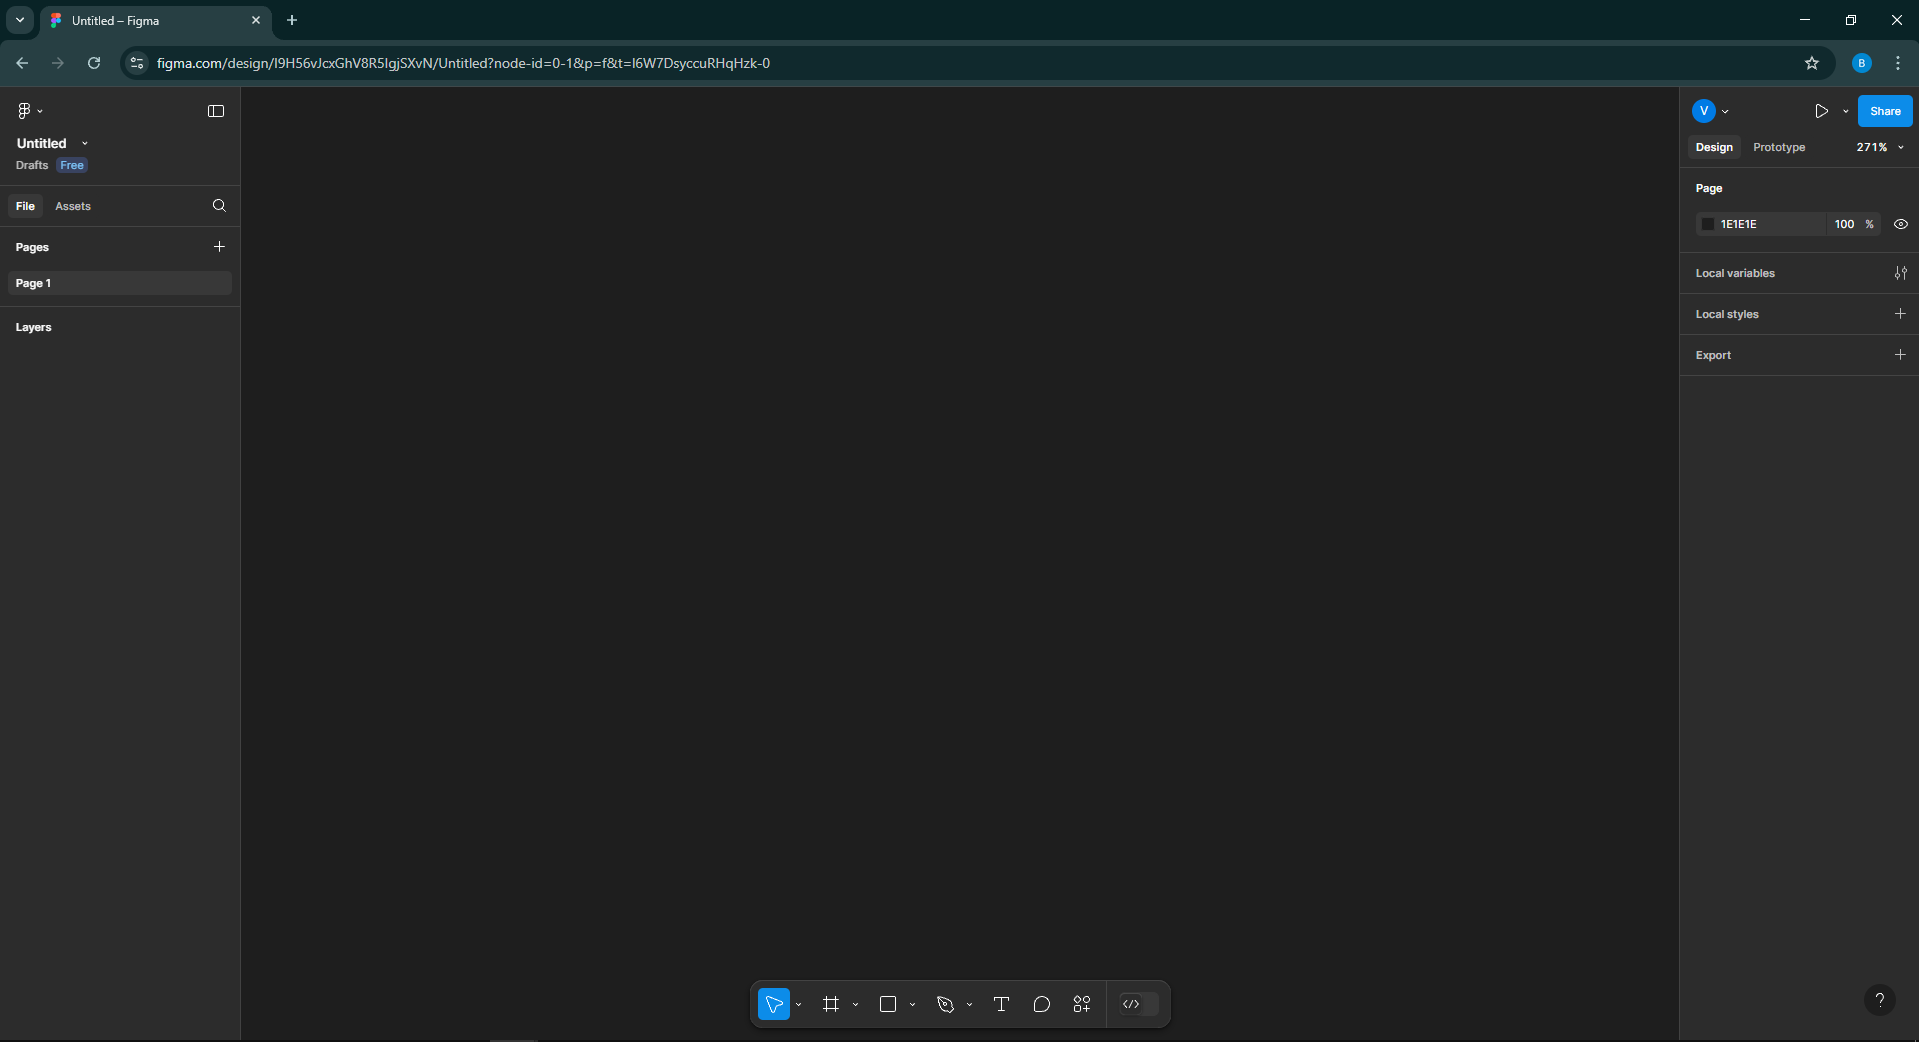 Untitled – Figma
figma.com/design/I9H56vJcxGhV8R5IgjSXvN/Untitled?node-id=0-1&p=f&t=I6W7DsyccuRHqHzk-0
B
Untitled
Drafts Free
File Assets
Pages
Page 1
Layers
V
Share
Design Prototype 271%
Page
1E1E1E 100 %
Local variables
Local styles
Export
?